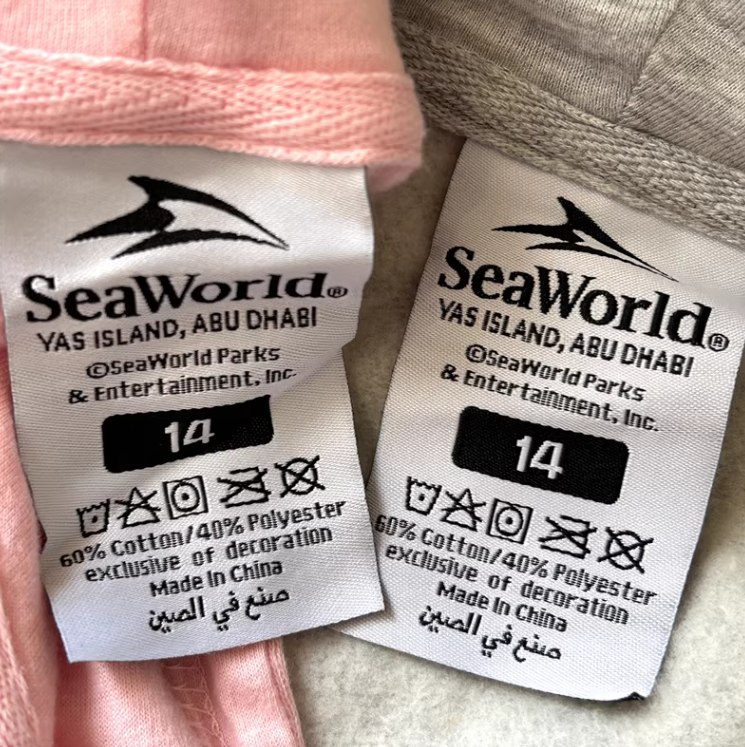 SeaWorld®
YAS ISLAND, ABU DHABI
©SeaWorld Parks
& Entertainment, Inc.
14
60% Cotton/40% Polyester
exclusive of decoration
Made In China
صنع في الصين
SeaWorld®
YAS ISLAND, ABU DHABI
©SeaWorld Parks
& Entertainment, Inc.
14
60% Cotton/40% Polyester
exclusive of decoration
Made In China
صنع في الصين